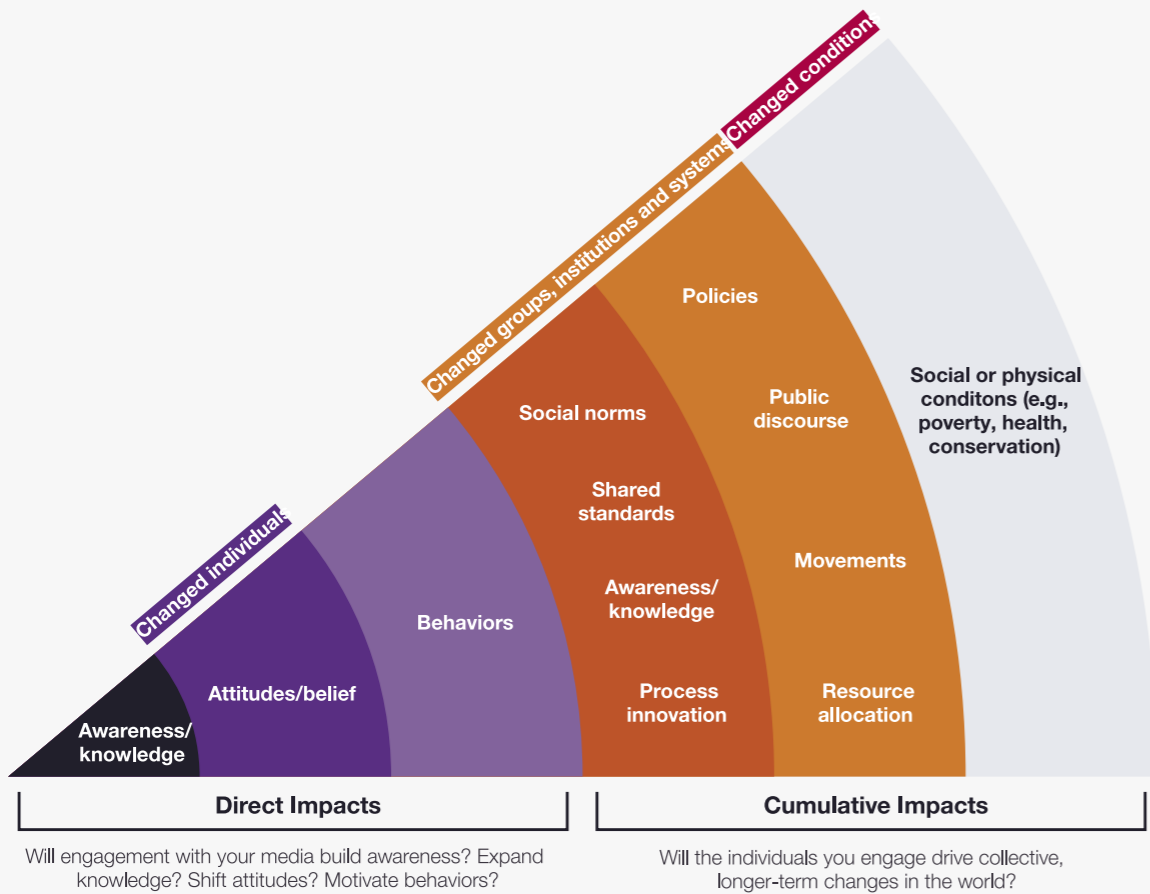 Changed conditions
Changed groups, institutions and systems
Changed individuals
Policies
Public
discourse
Movements
Resource
allocation
Social or physical
conditons (e.g.,
poverty, health,
conservation)
Social norms
Shared
standards
Awareness/
knowledge
Process
innovation
Behaviors
Attitudes/belief
Awareness/
knowledge
Direct Impacts
Will engagement with your media build awareness? Expand
knowledge? Shift attitudes? Motivate behaviors?
Cumulative Impacts
Will the individuals you engage drive collective,
longer-term changes in the world?